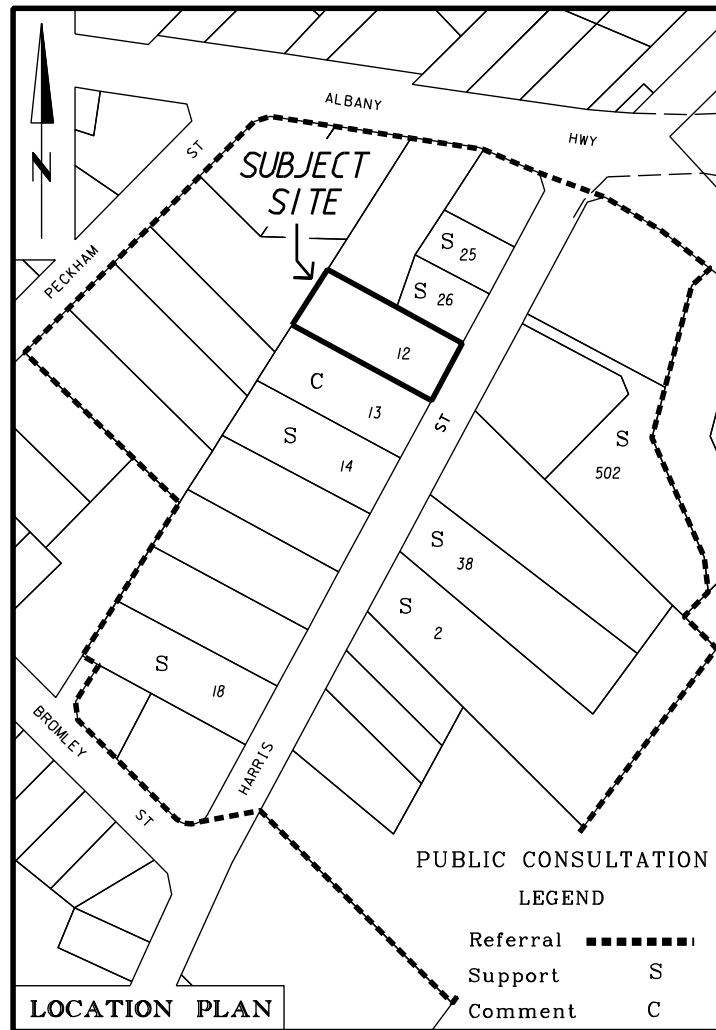 ALBANY
HWY
N
ST
SUBJECT
SITE
PECKHAM
S 25
S 26
12
C 13
ST
S 14
S
502
S 38
S 2
S 18
BROMLEY
ST
HARRIS
PUBLIC CONSULTATION
LEGEND
Referral
Support S
Comment C
LOCATION PLAN